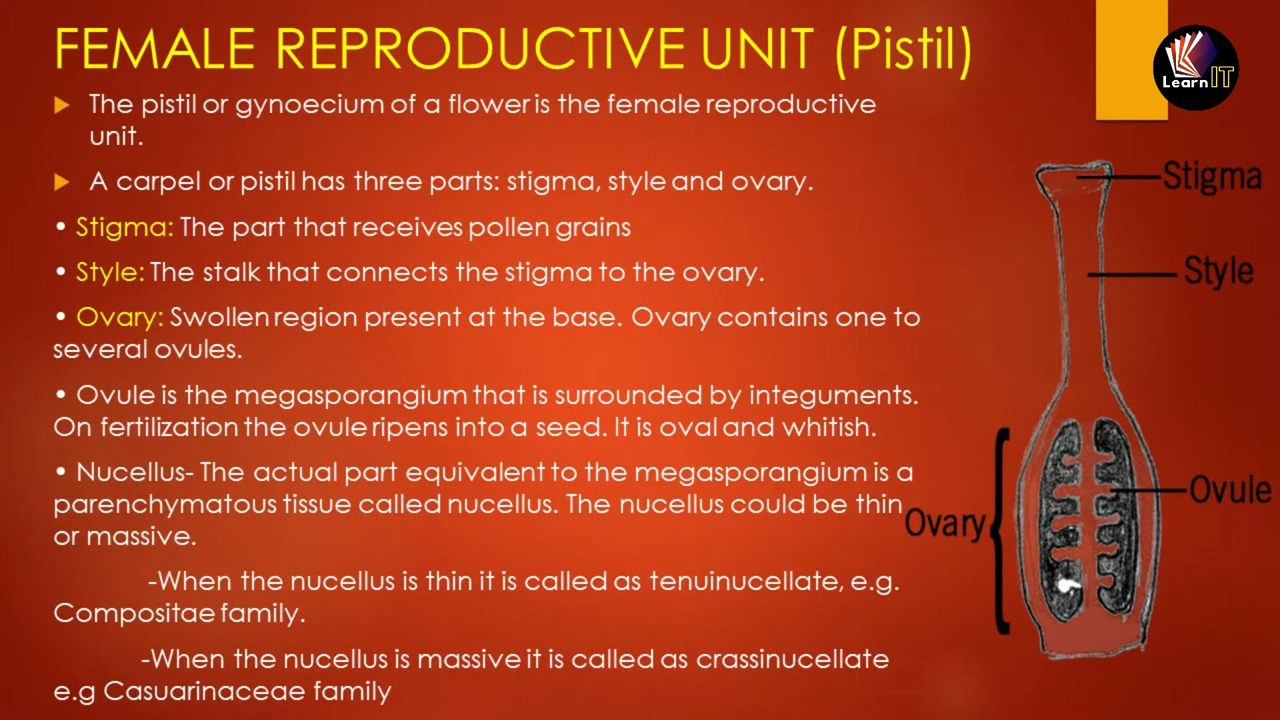 FEMALE REPRODUCTIVE UNIT (Pistil)
Learn IT
The pistil or gynoecium of a flower is the female reproductive
unit.
A carpel or pistil has three parts: stigma, style and ovary.
• Stigma: The part that receives pollen grains
• Style: The stalk that connects the stigma to the ovary.
• Ovary: Swollen region present at the base. Ovary contains one to
several ovules.
• Ovule is the megasporangium that is surrounded by integuments.
On fertilization the ovule ripens into a seed. It is oval and whitish.
• Nucellus- The actual part equivalent to the megasporangium is a
parenchymatous tissue called nucellus. The nucellus could be thin
or massive.
-When the nucellus is thin it is called as tenuinucellate, e.g.
Compositae family.
-When the nucellus is massive it is called as crassinucellate
e.g Casuarinaceae family
Stigma
Style
Ovule
Ovary